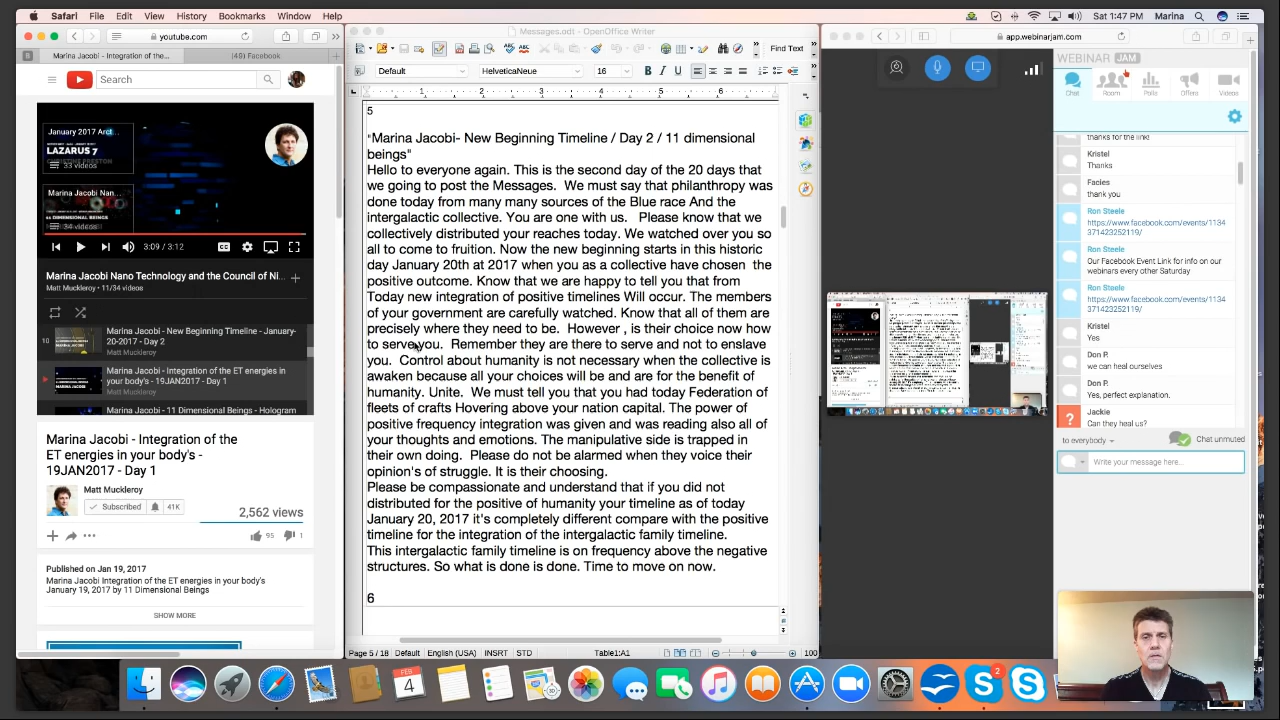 Safari File Edit View History Bookmarks Window Help
Sat 1:47 PM Marina
youtube.com
Marina Jacobi - Integration of the...
(49) Facebook
Search
January 2017 Arct
LAZARUS 7
33 videos
Marina Jacobi Nan
11 DIMENSIONAL BEINGS
34 videos
3:09 / 3:12
CC
Marina Jacobi Nano Technology and the Council of Ni...
Matt Muckleroy • 11/34 videos
10
Marina Jacobi - New Beginning Timeline - January-
20-2017 - Day 2
Matt Muckleroy
Marina Jacobi - Integration of the ET energies in
your body's - 19JAN2017 - Day 1
Matt Muckleroy
Marina Jacobi - 11 Dimensional Beings - Hologram
Marina Jacobi - Integration of the
ET energies in your body's -
19JAN2017 - Day 1
Matt Muckleroy
Subscribed
41K
2,562 views
95
1
Published on Jan 19, 2017
Marina Jacobi Integration of the ET energies in your body's
January 19, 2017 by 11 Dimensional Beings
SHOW MORE
Messages.odt - OpenOffice Writer
Find Text
Default HelveticaNeue 16 B I U
1 2 3 4 5 6
5
"Marina Jacobi- New Beginning Timeline / Day 2 / 11 dimensional
beings"
Hello to everyone again. This is the second day of the 20 days that
we going to post the Messages. We must say that philanthropy was
done today from many many sources of the Blue race And the
intergalactic collective. You are one with us. Please know that we
collectively distributed your reaches today. We watched over you so
all to come to fruition. Now the new beginning starts in this historic
day January 20th at 2017 when you as a collective have chosen the
positive outcome. Know that we are happy to tell you that from
Today new integration of positive timelines Will occur. The members
of your government are carefully watched. Know that all of them are
precisely where they need to be. However , is their choice now how
to serve you. Remember they are there to serve and not to enslave
you. Control about humanity is not necessary when the collective is
awaken because all your choices will be and are for the benefit of
humanity. Unite. We must tell you that you had today Federation of
fleets of crafts Hovering above your nation capital. The power of
positive frequency integration was given and was reading also all of
your thoughts and emotions. The manipulative side is trapped in
their own doing. Please do not be alarmed when they voice their
opinions of struggle. It is their choosing.
Please be compassionate and understand that if you did not
distributed for the positive of humanity your timeline as of today
January 20, 2017 it's completely different compare with the positive
timeline for the integration of the intergalactic family timeline.
This intergalactic family timeline is on frequency above the negative
structures. So what is done is done. Time to move on now.
6
Page 5 / 18 Default English (USA) INSRT STD Table1:A1 100
app.webinarjam.com
WEBINAR JAM
Chat Room Polls Offers Videos
thanks for the link!
Kristel
Thanks
Facies
thank you
Ron Steele
https://www.facebook.com/events/1134
371423252119/
Ron Steele
Our Facebook Event Link for info on our
webinars every other Saturday
Ron Steele
https://www.facebook.com/events/1134
371423252119/
Kristel
Yes
Don P.
we can heal ourselves
Don P.
Yes, perfect explanation.
Jackie
Can they heal us?
to everybody
Chat unmuted
Write your message here...
FEB
4
2